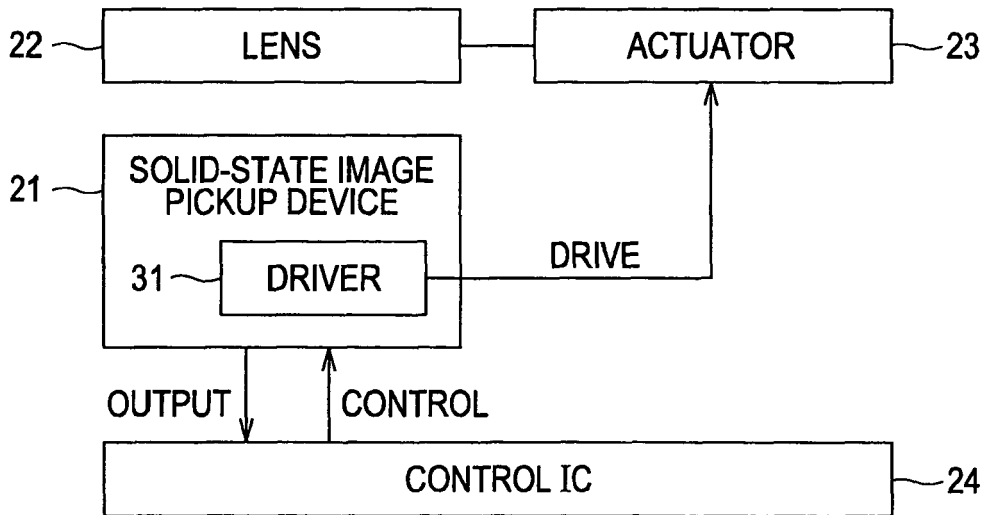 22 LENS ACTUATOR 23
21 SOLID-STATE IMAGE
PICKUP DEVICE
31 DRIVER DRIVE
OUTPUT CONTROL
CONTROL IC 24